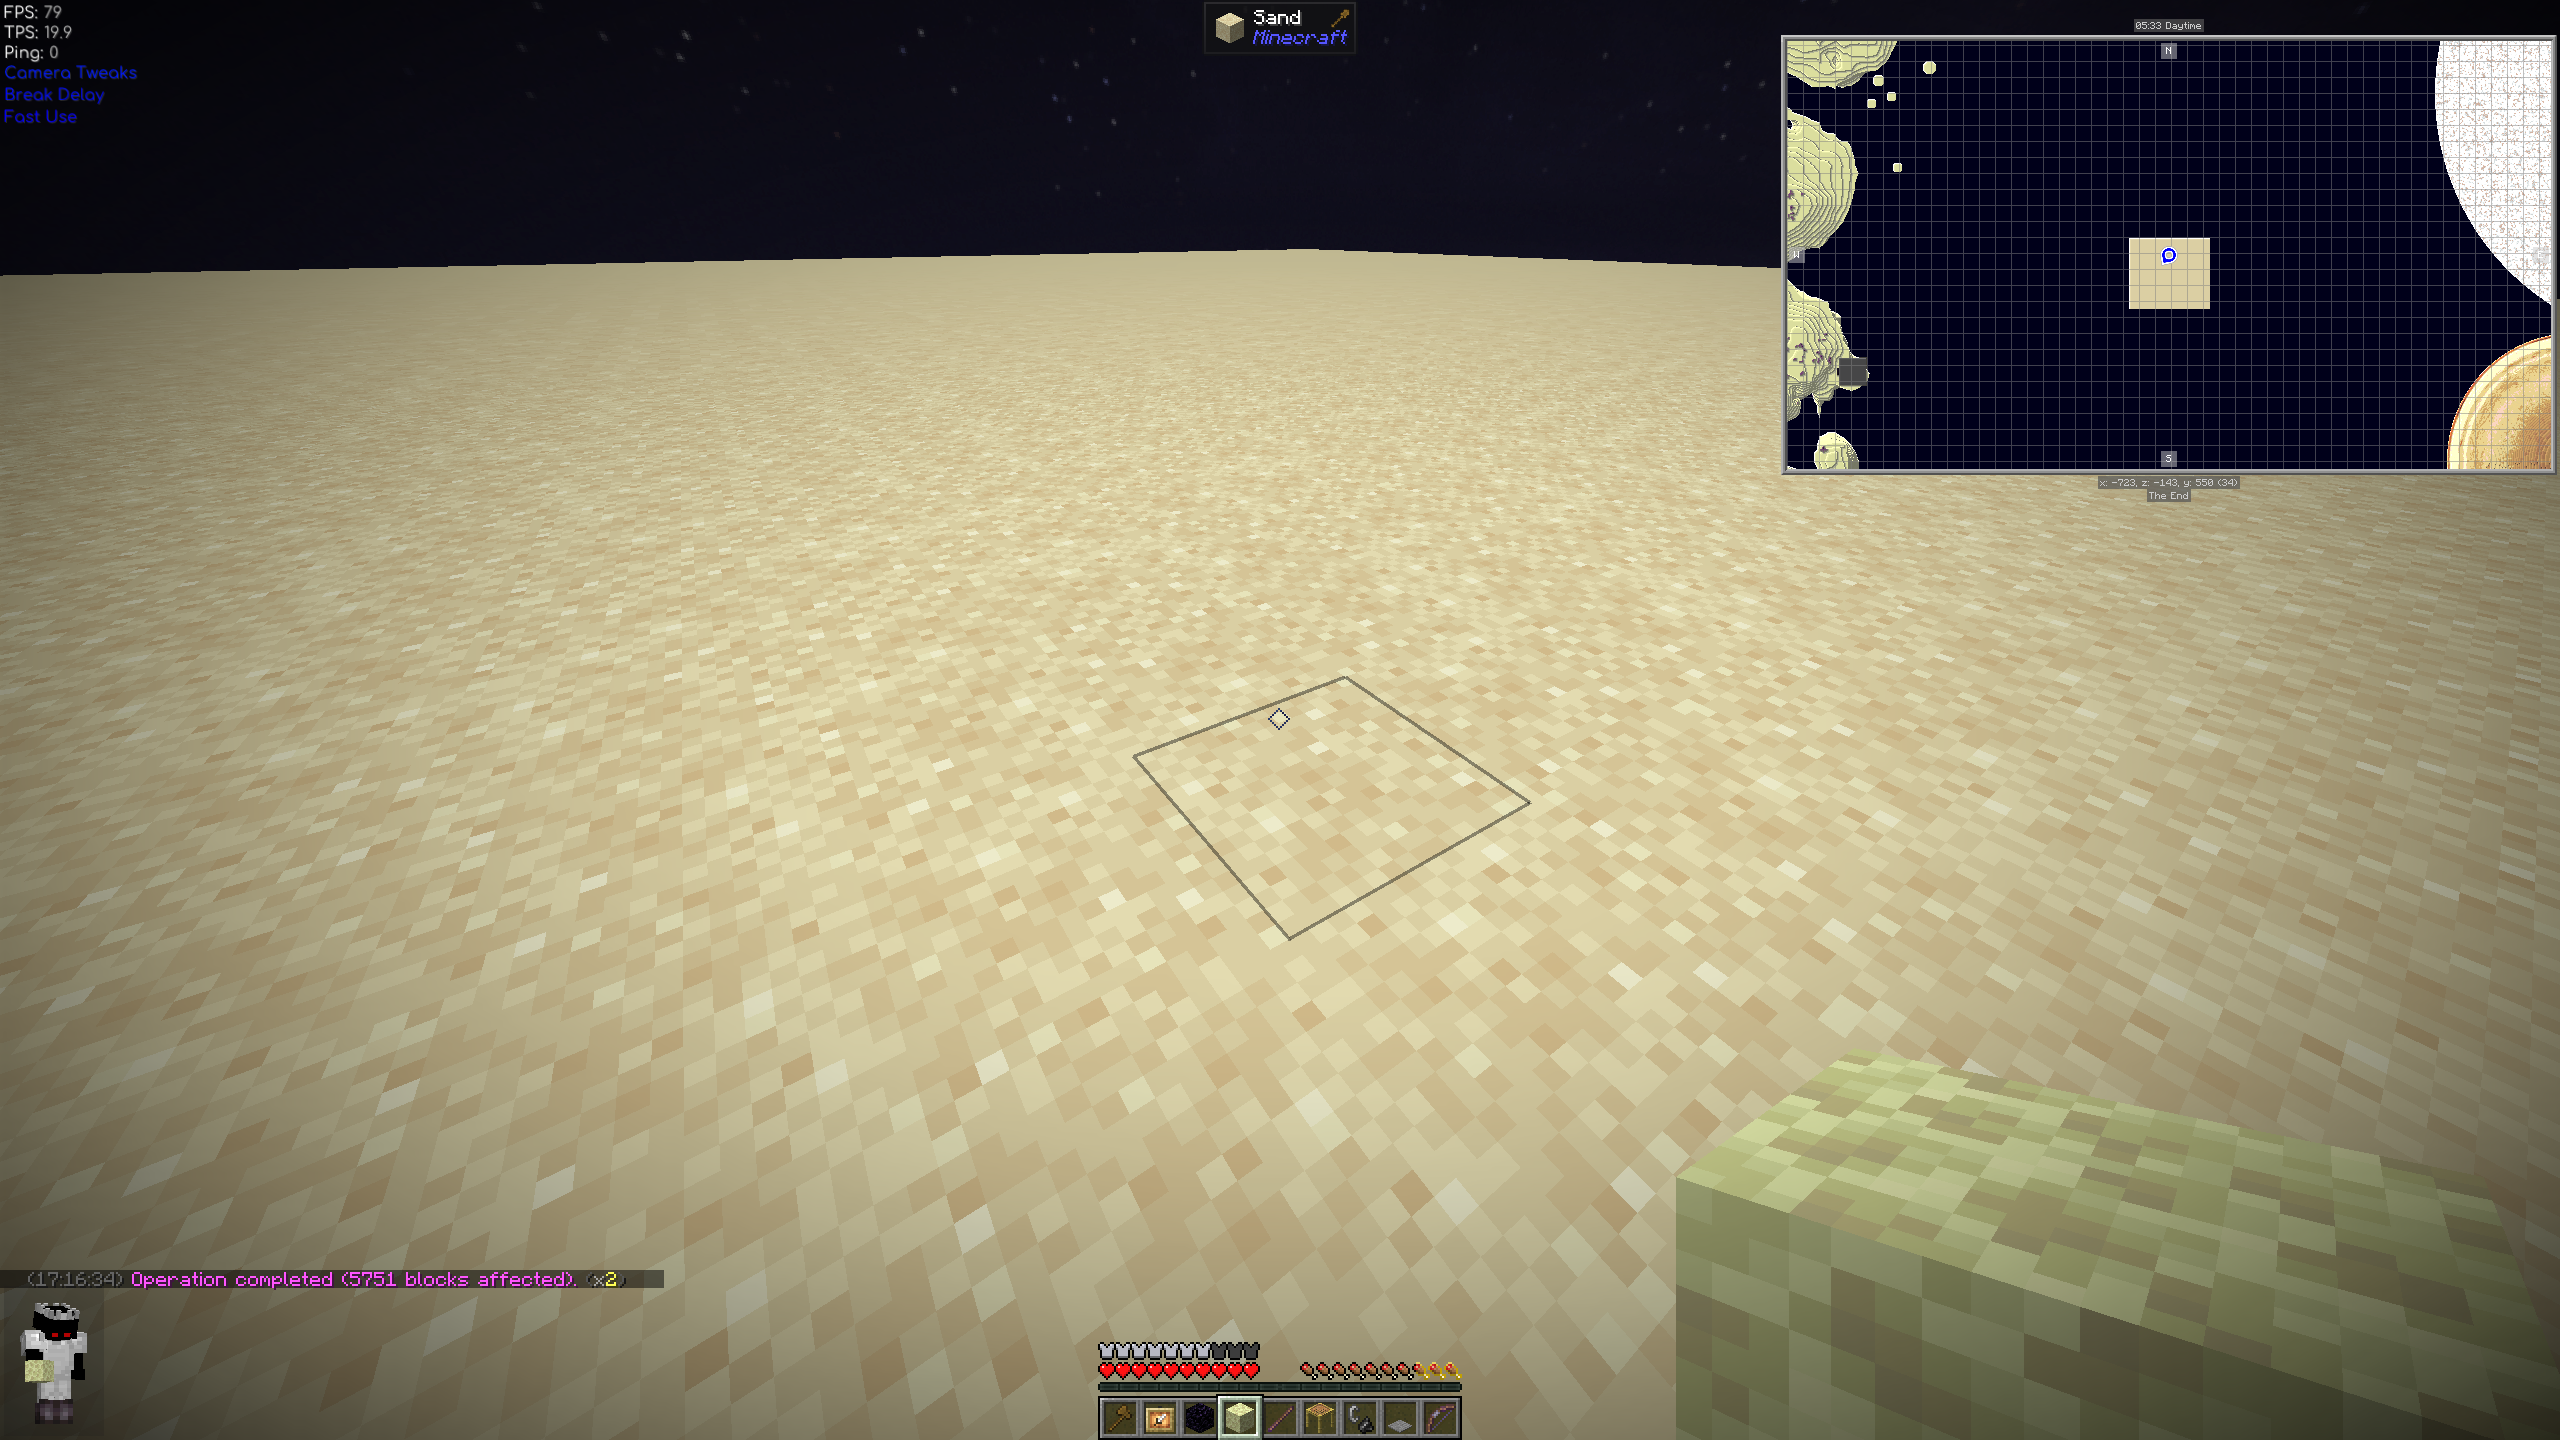 FPS: 79
TPS: 19.9
Ping: 0
Camera Tweaks
Break Delay
Fast Use
Sand
Minecraft
05:33 Daytime
N
W
S
x: -723, z: -143, y: 550 (34)
The End
(17:16:34) Operation completed (5751 blocks affected). (x2)